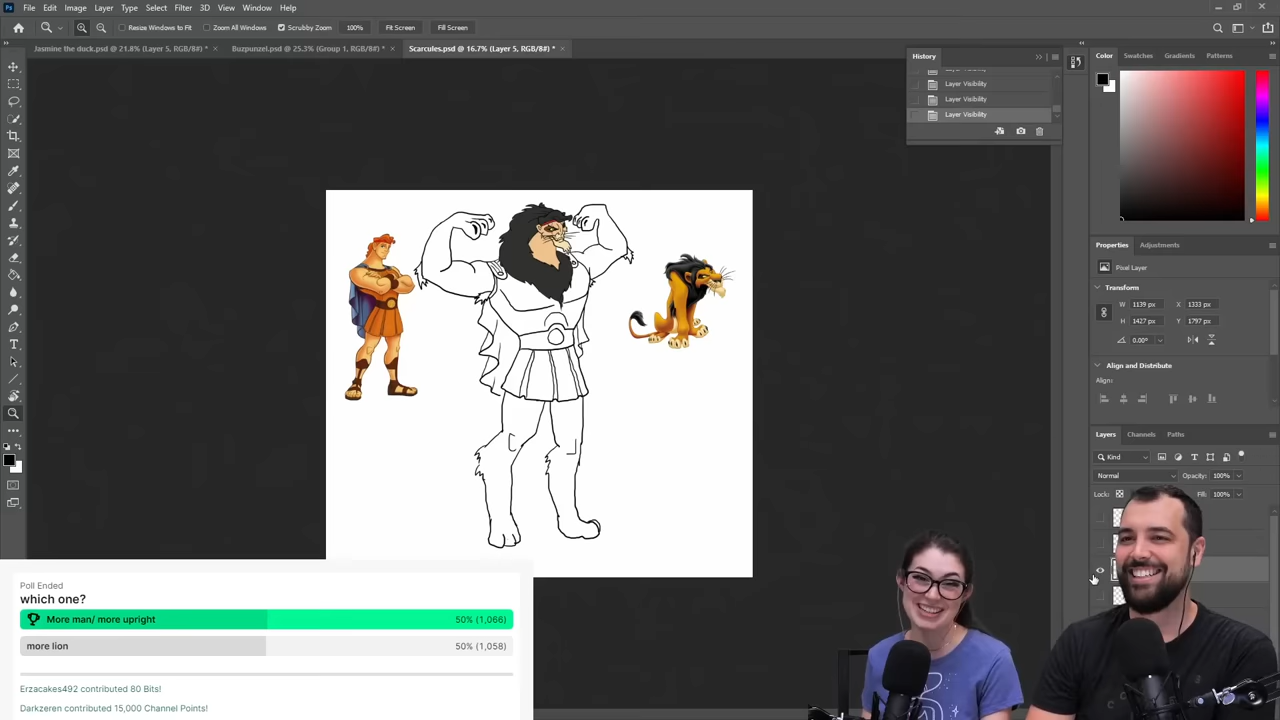 File Edit Image Layer Type Select Filter 3D View Window Help
Resize Windows to Fit Zoom All Windows Scrubby Zoom 100% Fit Screen Fill Screen
Jasmine the duck.psd @ 21.8% (Layer 5, RGB/8#) * × Buzpunzel.psd @ 25.3% (Group 1, RGB/8#) * × Scarcules.psd @ 16.7% (Layer 5, RGB/8#) * ×
History
Layer Visibility
Layer Visibility
Layer Visibility
Color Swatches Gradients Patterns
Properties Adjustments
Pixel Layer
Transform
W 1139 px X 1333 px
H 1427 px Y 1797 px
0.00°
Align and Distribute
Align:
Layers Channels Paths
Kind
Normal Opacity: 100%
Lock: Fill: 100%
Poll Ended
which one?
More man/ more upright 50% (1,066)
more lion 50% (1,058)
Erzacakes492 contributed 80 Bits!
Darkzeren contributed 15,000 Channel Points!